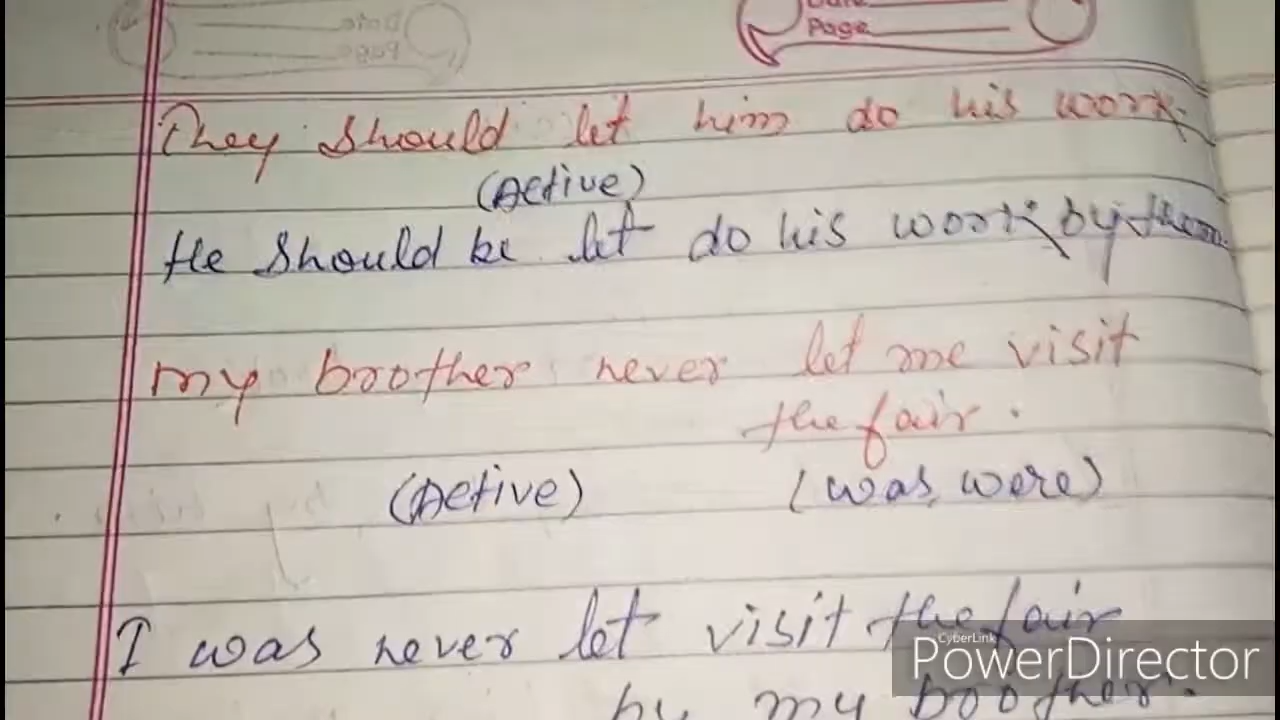 Date
Page
Date
Page
They should let him do his work.
(Active)
He should be let do his work by them.
my brother never let me visit
the fair.
(Active) (was, were)
I was never let visit the fair
by my brother.
CyberLink
PowerDirector